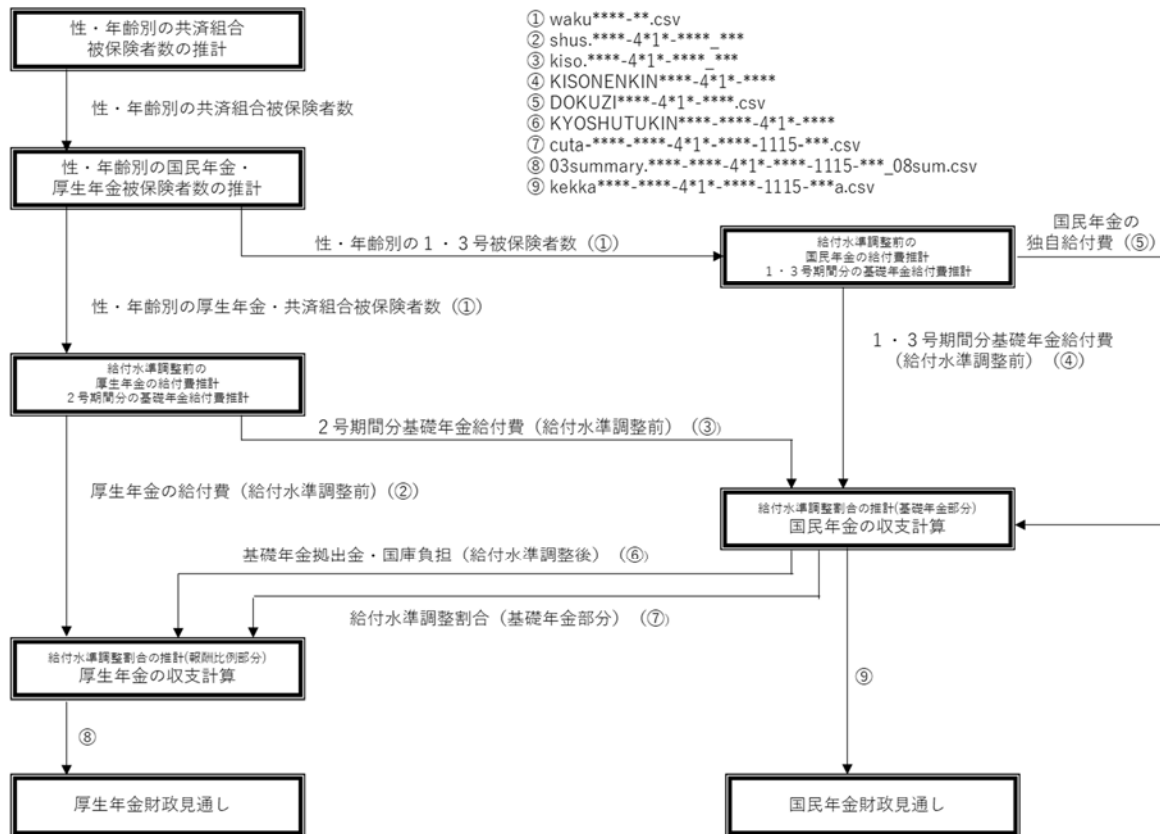 性・年齢別の共済組合
被保険者数の推計
① waku****-**.csv
② shus.****-4*1*-****_***
③ kiso.****-4*1*-****_***
④ KISONENKIN****-4*1*-****
⑤ DOKUZI****-4*1*-****.csv
⑥ KYOSHUTUKIN****-****-4*1*-****
⑦ cuta-****-****-4*1*-****-1115-***.csv
⑧ 03summary.****-****-4*1*-****-1115-***_08sum.csv
⑨ kekka****-****-4*1*-****-1115-***a.csv
性・年齢別の共済組合被保険者数
性・年齢別の国民年金・
厚生年金被保険者数の推計
性・年齢別の1・3号被保険者数（①）
給付水準調整前の
国民年金の給付費推計
1・3号期間分の基礎年金給付費推計
国民年金の
独自給付費（⑤）
性・年齢別の厚生年金・共済組合被保険者数（①）
1・3号期間分基礎年金給付費
（給付水準調整前）（④）
給付水準調整前の
厚生年金の給付費推計
2号期間分の基礎年金給付費推計
2号期間分基礎年金給付費（給付水準調整前）（③）
厚生年金の給付費（給付水準調整前）（②）
給付水準調整割合の推計(基礎年金部分)
国民年金の収支計算
基礎年金拠出金・国庫負担（給付水準調整後）（⑥）
給付水準調整割合（基礎年金部分）（⑦）
給付水準調整割合の推計(報酬比例部分)
厚生年金の収支計算
⑨
⑧
厚生年金財政見通し
国民年金財政見通し